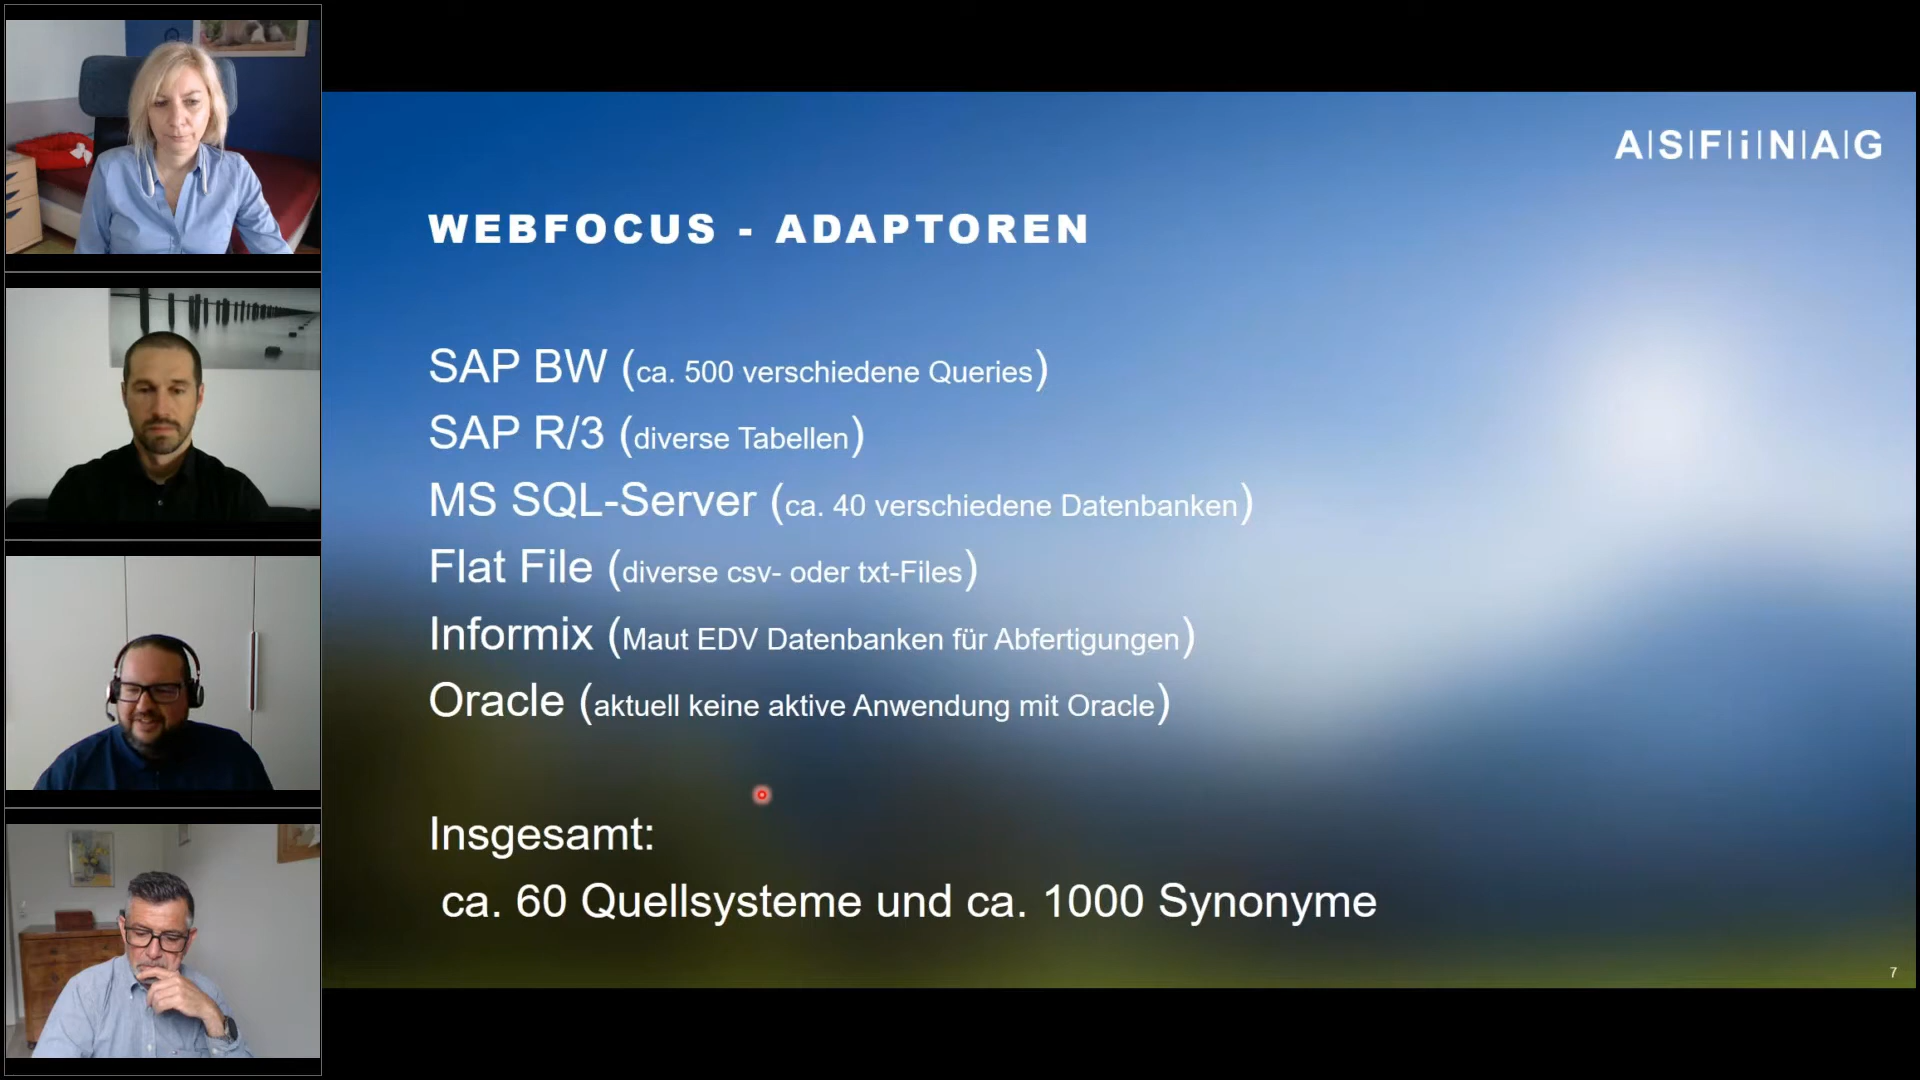 A|S|F|i|N|A|G
WEBFOCUS - ADAPTOREN
SAP BW (ca. 500 verschiedene Queries)
SAP R/3 (diverse Tabellen)
MS SQL-Server (ca. 40 verschiedene Datenbanken)
Flat File (diverse csv- oder txt-Files)
Informix (Maut EDV Datenbanken für Abfertigungen)
Oracle (aktuell keine aktive Anwendung mit Oracle)
Insgesamt:
ca. 60 Quellsysteme und ca. 1000 Synonyme
7